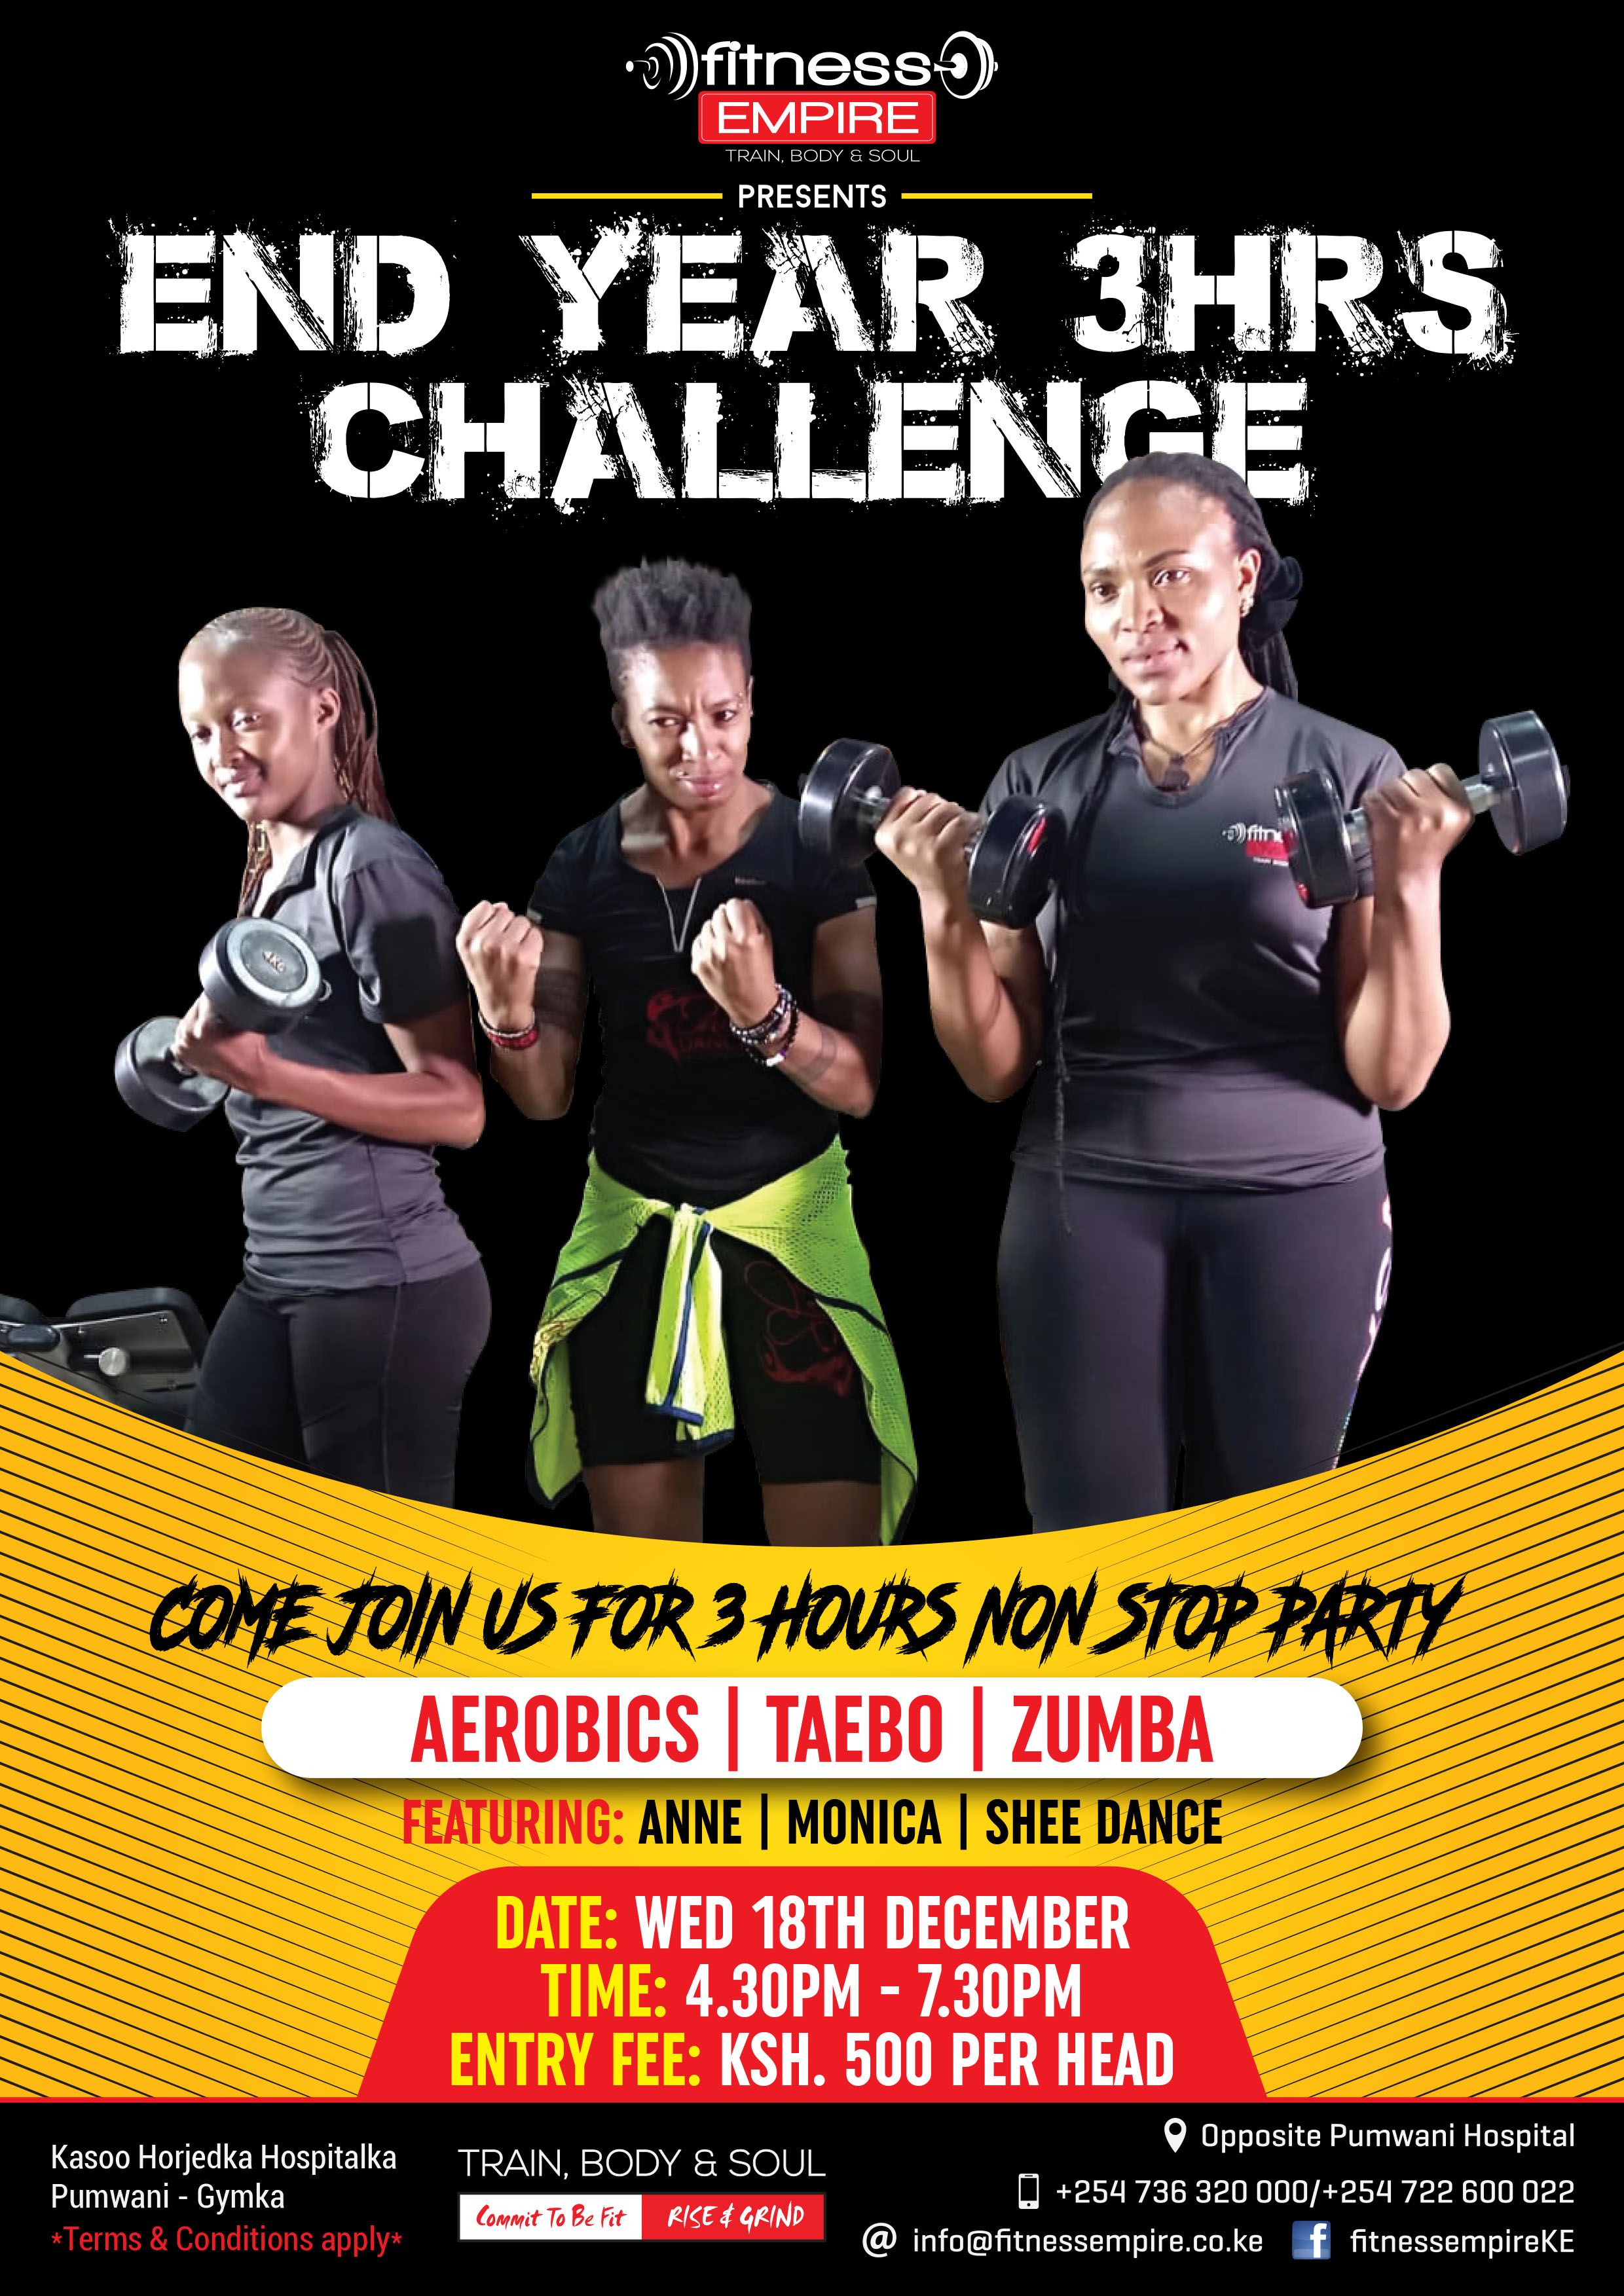 fitness
EMPIRE
TRAIN, BODY & SOUL
PRESENTS
END YEAR 3HRS
CHALLENGE
fitne
COME JOIN US FOR 3 HOURS NON STOP PARTY
AEROBICS | TAEBO | ZUMBA
FEATURING: ANNE | MONICA | SHEE DANCE
DATE: WED 18TH DECEMBER
TIME: 4.30PM - 7.30PM
ENTRY FEE: KSH. 500 PER HEAD
Kasoo Horjedka Hospitalka
Pumwani - Gymka
*Terms & Conditions apply*
TRAIN, BODY & SOUL
Commit To Be Fit RISE & GRIND
Opposite Pumwani Hospital
+254 736 320 000/+254 722 600 022
@ info@fitnessempire.co.ke f fitnessempireKE